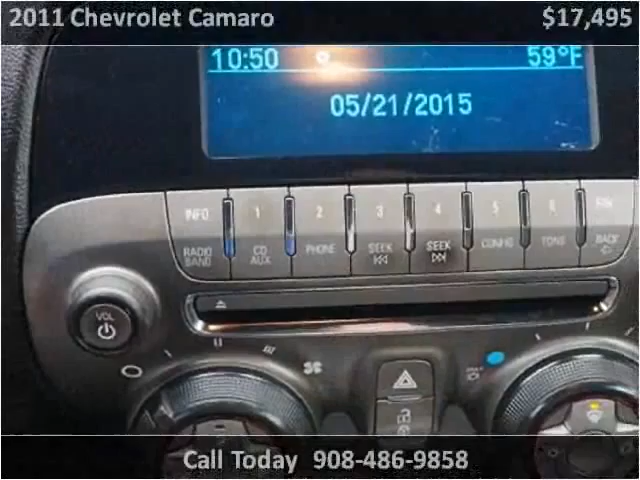 2011 Chevrolet Camaro $17,495
10:50 59°F
05/21/2015
INFO 1 2 3 4 5 6 FAV
RADIO BAND CD AUX PHONE SEEK SEEK CONFIG TONE BACK
VOL
Call Today 908-486-9858